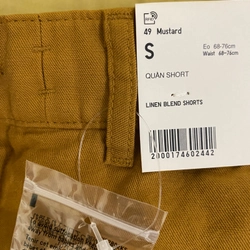 49 Mustard
S
Eo 68-76cm
Waist 68-76cm
QUẦN SHORT
LINEN BLEND SHORTS
2000174602442